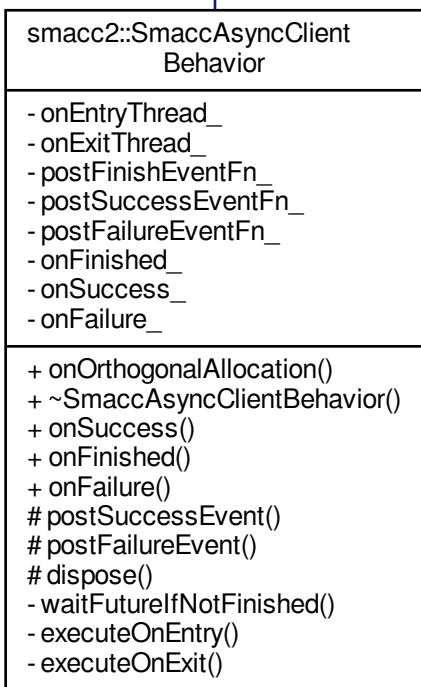 smacc2::SmaccAsyncClient
Behavior
- onEntryThread_
- onExitThread_
- postFinishEventFn_
- postSuccessEventFn_
- postFailureEventFn_
- onFinished_
- onSuccess_
- onFailure_
+ onOrthogonalAllocation()
+ ~SmaccAsyncClientBehavior()
+ onSuccess()
+ onFinished()
+ onFailure()
# postSuccessEvent()
# postFailureEvent()
# dispose()
- waitFutureIfNotFinished()
- executeOnEntry()
- executeOnExit()